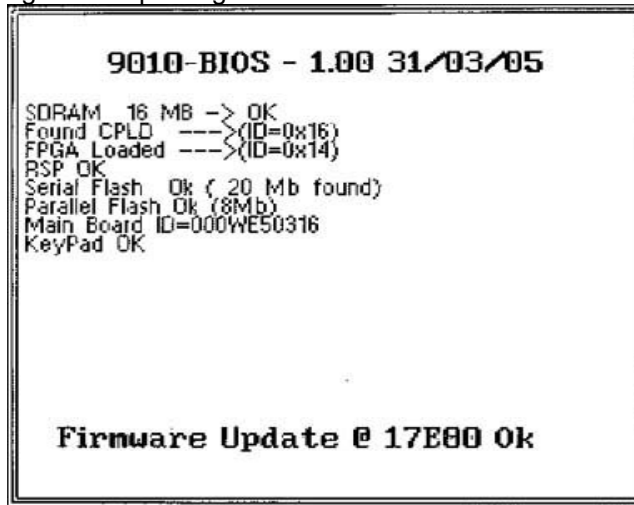 9010-BIOS - 1.00 31/03/05
SDRAM 16 MB -> OK
Found CPLD --->(ID=0x16)
FPGA Loaded --->(ID=0x14)
RSP OK
Serial Flash Ok ( 20 Mb found)
Parallel Flash Ok (8Mb)
Main Board ID=000WE50316
KeyPad OK
Firmware Update @ 17E80 Ok